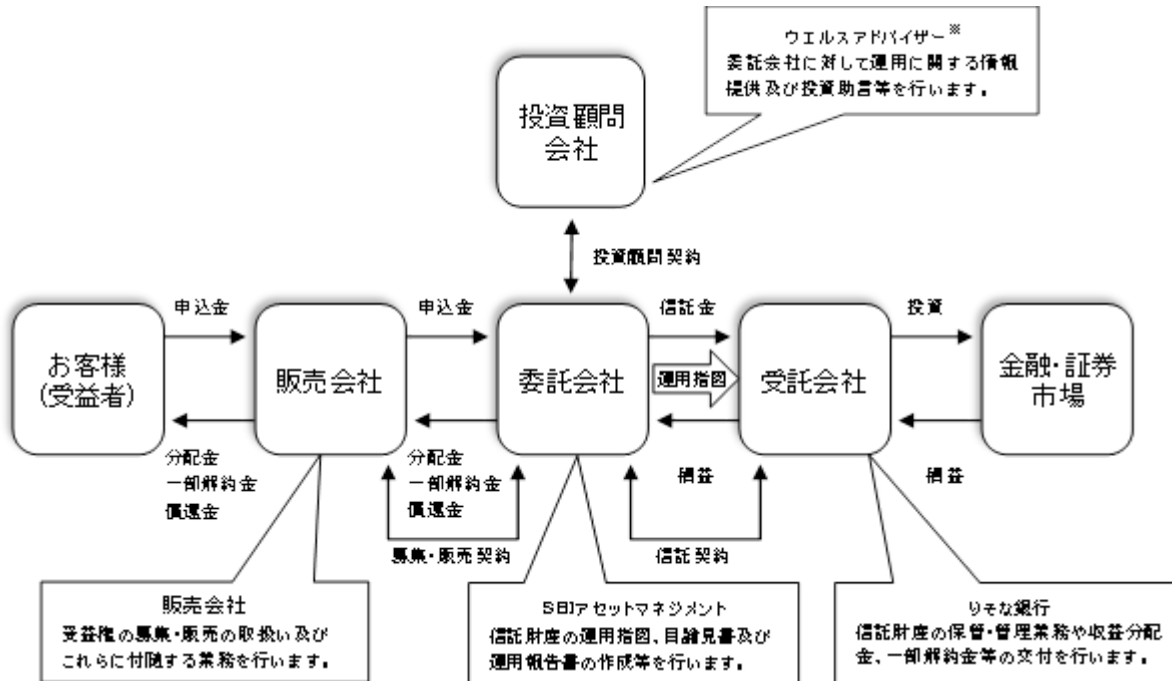 ウエルスアドバイザー※
委託会社に対して運用に関する情報
提供及び投資助言等を行います。
投資顧問
会社
投資顧問契約
申込金
申込金
信託金
投資
お客様
(受益者)
販売会社
委託会社
運用指図
受託会社
金融・証券
市場
分配金
一部解約金
償還金
分配金
一部解約金
償還金
損益
損益
募集・販売契約
信託契約
販売会社
受益権の募集・販売の取扱い及び
これらに付随する業務を行います。
SBIアセットマネジメント
信託財産の運用指図、目論見書及び
運用報告書の作成等を行います。
りそな銀行
信託財産の保管・管理業務や収益分配
金、一部解約金等の交付を行います。